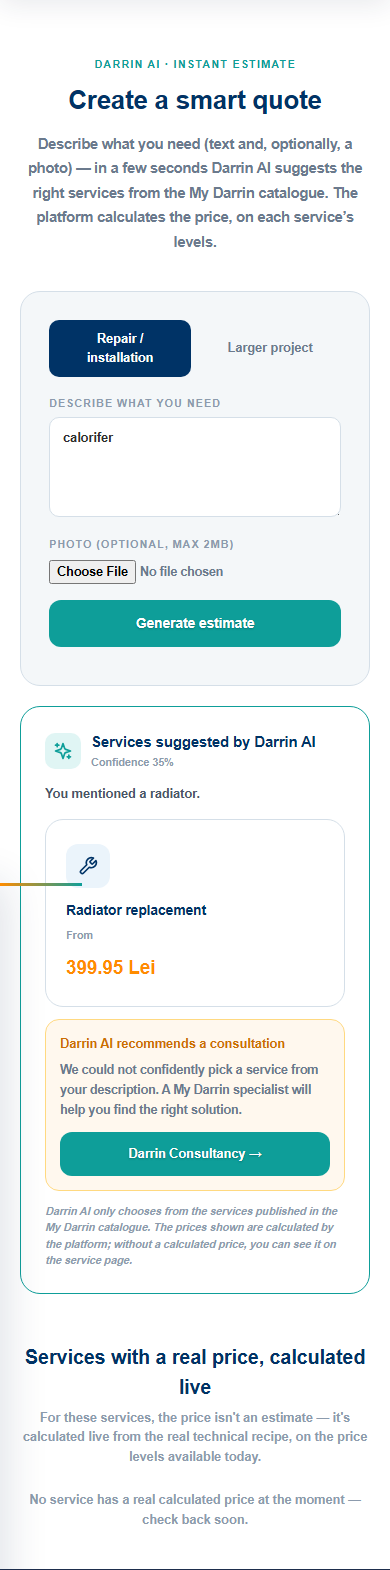 DARRIN AI · INSTANT ESTIMATE
Create a smart quote
Describe what you need (text and, optionally, a
photo) — in a few seconds Darrin AI suggests the
right services from the My Darrin catalogue. The
platform calculates the price, on each service's
levels.
Repair /
installation
Larger project
DESCRIBE WHAT YOU NEED
calorifer
PHOTO (OPTIONAL, MAX 2MB)
Choose File No file chosen
Generate estimate
Services suggested by Darrin AI
Confidence 35%
You mentioned a radiator.
Radiator replacement
From
399.95 Lei
Darrin AI recommends a consultation
We could not confidently pick a service from
your description. A My Darrin specialist will
help you find the right solution.
Darrin Consultancy →
Darrin AI only chooses from the services published in the
My Darrin catalogue. The prices shown are calculated by
the platform; without a calculated price, you can see it on
the service page.
Services with a real price, calculated
live
For these services, the price isn't an estimate — it's
calculated live from the real technical recipe, on the price
levels available today.
No service has a real calculated price at the moment —
check back soon.